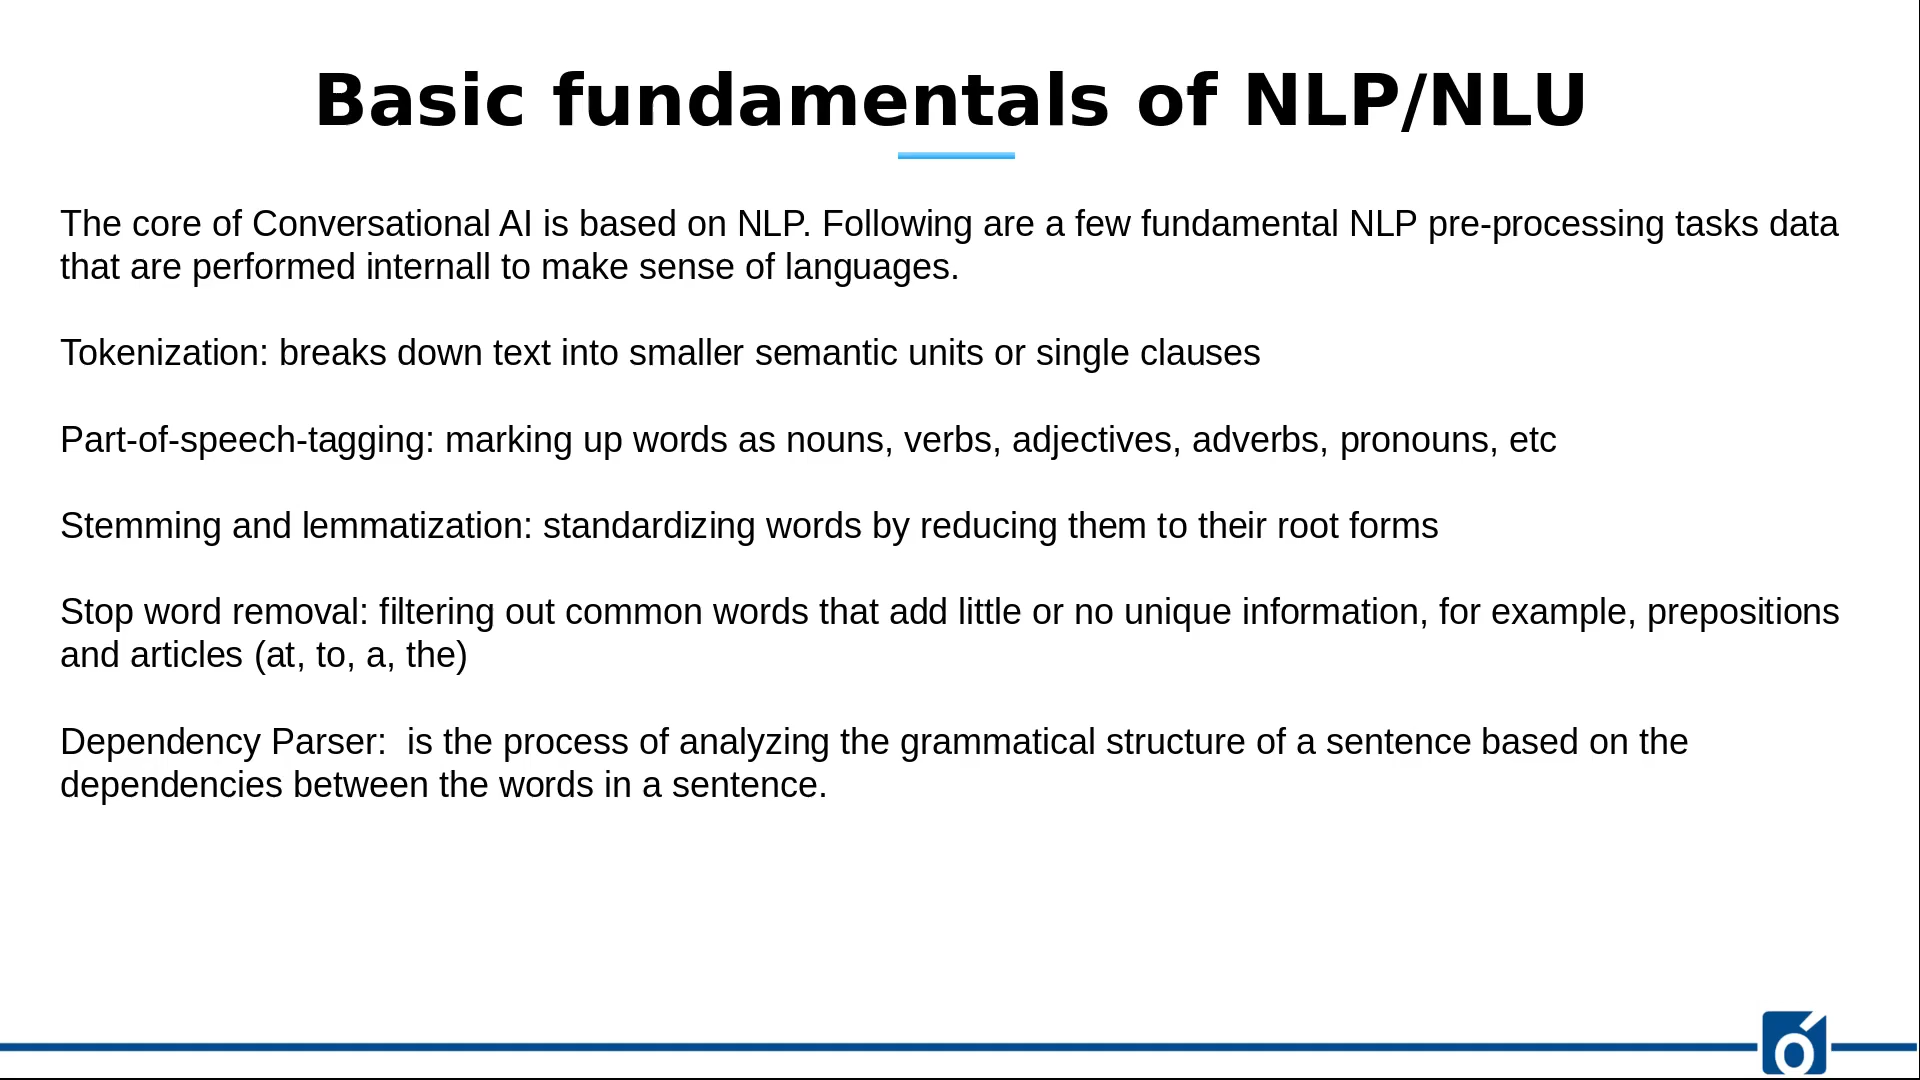 Basic fundamentals of NLP/NLU
The core of Conversational AI is based on NLP. Following are a few fundamental NLP pre-processing tasks data
that are performed internall to make sense of languages.
Tokenization: breaks down text into smaller semantic units or single clauses
Part-of-speech-tagging: marking up words as nouns, verbs, adjectives, adverbs, pronouns, etc
Stemming and lemmatization: standardizing words by reducing them to their root forms
Stop word removal: filtering out common words that add little or no unique information, for example, prepositions
and articles (at, to, a, the)
Dependency Parser:  is the process of analyzing the grammatical structure of a sentence based on the
dependencies between the words in a sentence.
ó